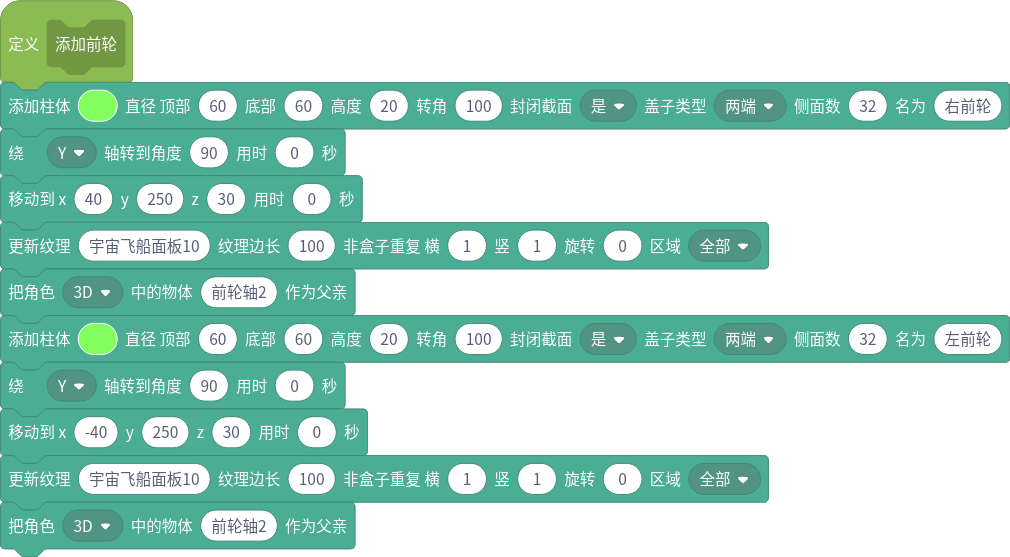 定义 添加前轮
添加柱体 直径 顶部 60 底部 60 高度 20 转角 100 封闭截面 是 盖子类型 两端 侧面数 32 名为 右前轮
绕 Y 轴转到角度 90 用时 0 秒
移动到 x 40 y 250 z 30 用时 0 秒
更新纹理 宇宙飞船面板10 纹理边长 100 非盒子重复 横 1 竖 1 旋转 0 区域 全部
把角色 3D 中的物体 前轮轴2 作为父亲
添加柱体 直径 顶部 60 底部 60 高度 20 转角 100 封闭截面 是 盖子类型 两端 侧面数 32 名为 左前轮
绕 Y 轴转到角度 90 用时 0 秒
移动到 x -40 y 250 z 30 用时 0 秒
更新纹理 宇宙飞船面板10 纹理边长 100 非盒子重复 横 1 竖 1 旋转 0 区域 全部
把角色 3D 中的物体 前轮轴2 作为父亲